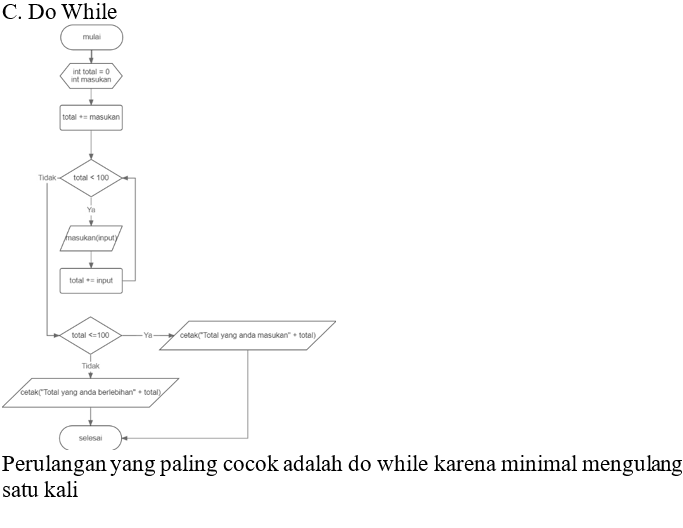 C. Do While
mulai
int total = 0
int masukan
total += masukan
Tidak
total < 100
Ya
masukan(input)
total += input
total <=100
Ya
cetak("Total yang anda masukan" + total)
Tidak
cetak("Total yang anda berlebihan" + total)
selesai
Perulangan yang paling cocok adalah do while karena minimal mengulang
satu kali